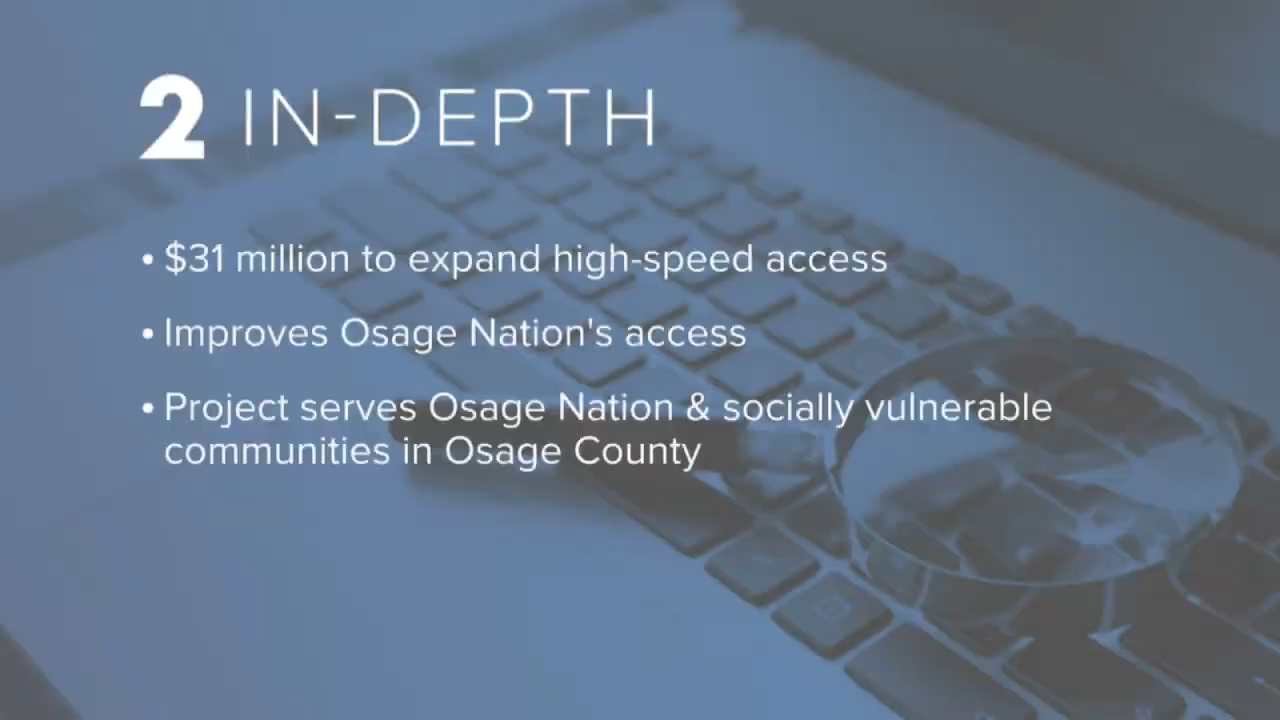 2 IN-DEPTH
• $31 million to expand high-speed access
• Improves Osage Nation's access
• Project serves Osage Nation & socially vulnerable
communities in Osage County